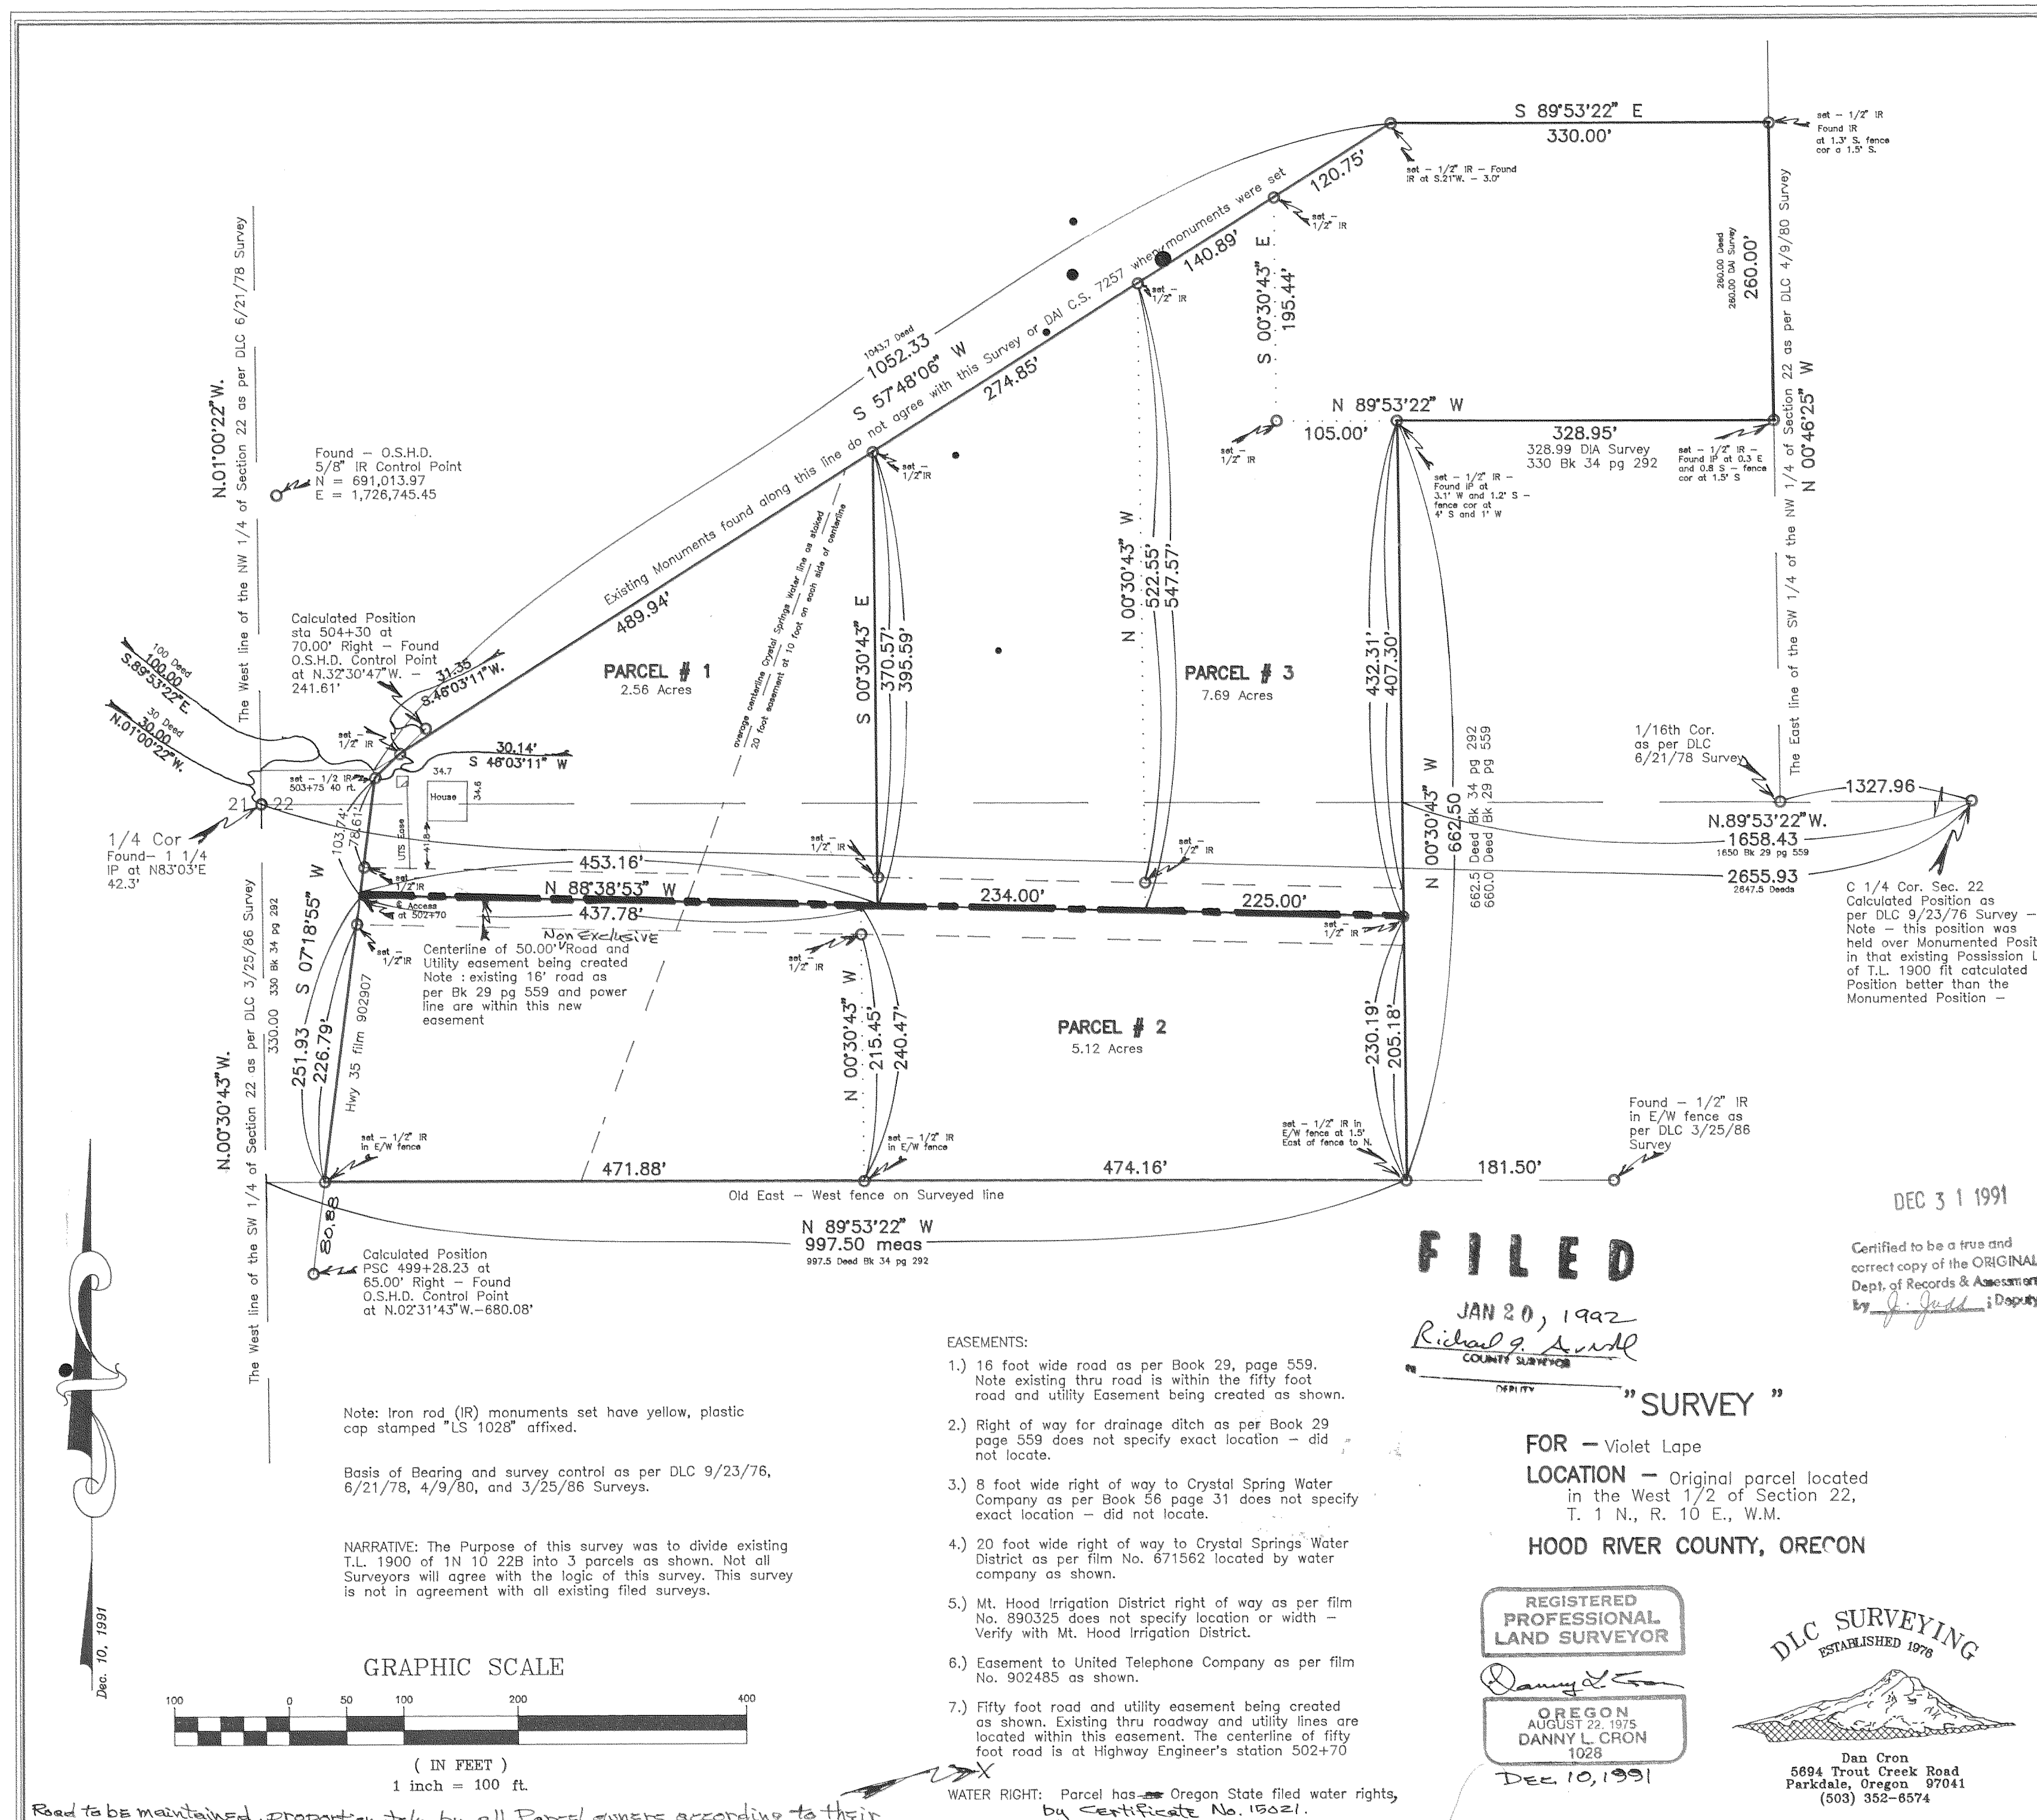 S 89°53'22" E
330.00'
set – 1/2" IR
Found IR
at 1.3' S. fence
cor a 1.5' S.
set – 1/2" IR – Found
IR at S.21°W. – 3.0'
120.75'
set –
1/2" IR
140.89'
set –
1/2" IR
S 00°30'43" E
195.44'
260.00 Deed
260.00 DAI Survey
260.00'
The East line of the SW 1/4 of the NW 1/4 of Section 22 as per DLC 4/9/80 Survey
N 00°46'25" W
The West line of the NW 1/4 of Section 22 as per DLC 6/21/78 Survey
N.01°00'22"W.
1043.7 Deed
1052.33
S 57°48'06" W
Existing Monuments found along this line do not agree with this Survey or DAI C.S. 7257 when monuments were set
274.85'
489.94'
set –
1/2"IR
set –
1/2" IR
N 89°53'22" W
105.00'
328.95'
328.99 DIA Survey
330 Bk 34 pg 292
set – 1/2" IR –
Found IP at 0.3 E
and 0.8 S – fence
cor at 1.5' S
set – 1/2" IR –
Found IP at
3.1' W and 1.2' S –
fence cor at
4' S and 1' W
Found – O.S.H.D.
5/8" IR Control Point
N = 691,013.97
E = 1,726,745.45
Calculated Position
sta 504+30 at
70.00' Right – Found
O.S.H.D. Control Point
at N.32°30'47"W. –
241.61'
31.35
S.46°03'11"W.
100 Deed
100.00
S.89°53'22"E.
30 Deed
30.00
N.01°00'22"W.
PARCEL # 1
2.56 Acres
average centerline Crystal Springs Water line as staked
20 foot easement at 10 foot on each side of centerline
S 00°30'43" E
370.57'
395.59'
N 00°30'43" W
522.55'
547.57'
PARCEL # 3
7.69 Acres
432.31'
407.30'
N 00°30'43" W
662.50
662.5 Deed Bk 34 pg 292
660.0 Deed Bk 29 pg 559
1/16th Cor.
as per DLC
6/21/78 Survey
1327.96
N.89°53'22"W.
1658.43
1650 Bk 29 pg 559
2655.93
2647.5 Deeds
C 1/4 Cor. Sec. 22
Calculated Position as
per DLC 9/23/76 Survey –
Note – this position was
held over Monumented Posit
in that existing Possission L
of T.L. 1900 fit catculated
Position better than the
Monumented Position –
set –
1/2" IR
30.14'
S 46°03'11" W
set – 1/2 IR
503+75 40 rt.
34.7
House
34.6
UTS Ease
21 22
1/4 Cor
Found– 1 1/4
IP at N83°03'E
42.3'
103.74'
78.61'
set
1/2"IR
453.16'
N 88°38'53" W
437.78'
₵ Access
at 502+70
set –
1/2" IR
set –
1/2" IR
234.00'
225.00'
set –
1/2" IR
set –
1/2"IR
Non Exclusive
Centerline of 50.00' Road and
Utility easement being created
Note : existing 16' road as
per Bk 29 pg 559 and power
line are within this new
easement
set –
1/2" IR
S 07°18'55" W
330.00 330 Bk 34 pg 292
The West line of the SW 1/4 of Section 22 as per DLC 3/25/86 Survey
N.00°30'43"W.
251.93
226.79'
Hwy 35 film 902907
N 00°30'43" W
215.45'
240.47'
PARCEL # 2
5.12 Acres
230.19'
205.18'
Found – 1/2" IR
in E/W fence as
per DLC 3/25/86
Survey
set – 1/2" IR
in E/W fence
set – 1/2" IR
in E/W fence
set – 1/2" IR in
E/W fence at 1.5'
East of fence to N.
471.88'
474.16'
181.50'
Old East – West fence on Surveyed line
80.88
N 89°53'22" W
997.50 meas
997.5 Deed Bk 34 pg 292
Calculated Position
PSC 499+28.23 at
65.00' Right – Found
O.S.H.D. Control Point
at N.02°31'43"W.–680.08'
DEC 3 1 1991
Certified to be a true and
correct copy of the ORIGINAL
Dept. of Records & Assessment
by J. Judd ; Deputy
FILED
JAN 20, 1992
COUNTY SURVEYOR
DEPUTY
Note: Iron rod (IR) monuments set have yellow, plastic
cap stamped "LS 1028" affixed.
Basis of Bearing and survey control as per DLC 9/23/76,
6/21/78, 4/9/80, and 3/25/86 Surveys.
NARRATIVE: The Purpose of this survey was to divide existing
T.L. 1900 of 1N 10 22B into 3 parcels as shown. Not all
Surveyors will agree with the logic of this survey. This survey
is not in agreement with all existing filed surveys.
Dec. 10, 1991
GRAPHIC SCALE
100 0 50 100 200 400
( IN FEET )
1 inch = 100 ft.
EASEMENTS:
1.) 16 foot wide road as per Book 29, page 559.
Note existing thru road is within the fifty foot
road and utility Easement being created as shown.
2.) Right of way for drainage ditch as per Book 29
page 559 does not specify exact location – did
not locate.
3.) 8 foot wide right of way to Crystal Spring Water
Company as per Book 56 page 31 does not specify
exact location – did not locate.
4.) 20 foot wide right of way to Crystal Springs Water
District as per film No. 671562 located by water
company as shown.
5.) Mt. Hood Irrigation District right of way as per film
No. 890325 does not specify location or width –
Verify with Mt. Hood Irrigation District.
6.) Easement to United Telephone Company as per film
No. 902485 as shown.
7.) Fifty foot road and utility easement being created
as shown. Existing thru roadway and utility lines are
located within this easement. The centerline of fifty
foot road is at Highway Engineer's station 502+70
WATER RIGHT: Parcel has Oregon State filed water rights,
by Certificate No. 15021.
"SURVEY "
FOR – Violet Lape
LOCATION – Original parcel located
in the West 1/2 of Section 22,
T. 1 N., R. 10 E., W.M.
HOOD RIVER COUNTY, OREGON
REGISTERED
PROFESSIONAL
LAND SURVEYOR
Danny L. Cron
OREGON
AUGUST 22, 1975
DANNY L. CRON
1028
DEC 10, 1991
DLC SURVEYING
ESTABLISHED 1976
Dan Cron
5694 Trout Creek Road
Parkdale, Oregon 97041
(503) 352–6574
Road to be maintained, by all Parcel owners according to their